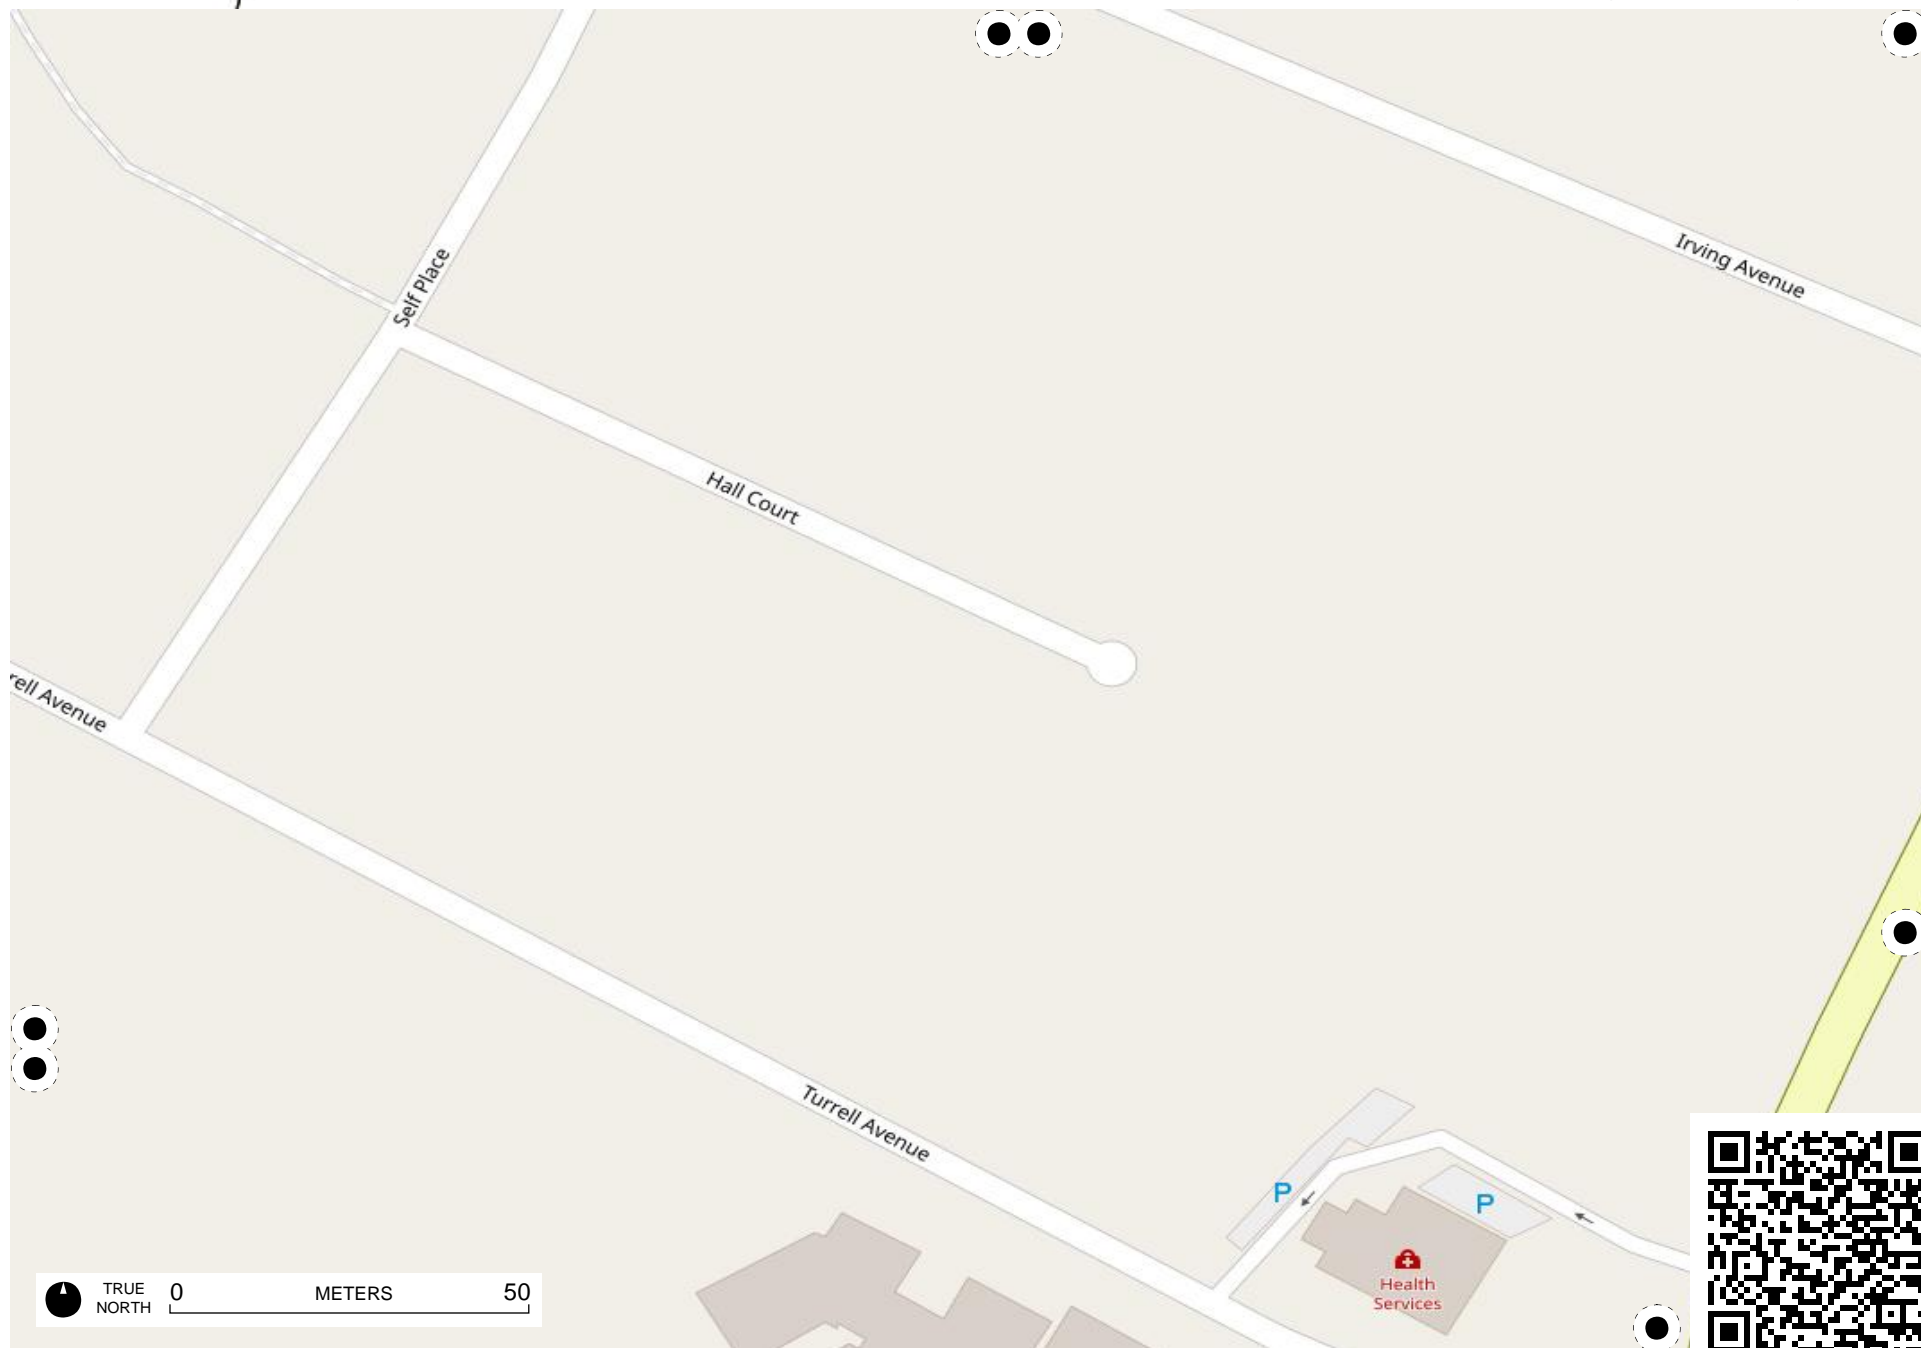 Irving Avenue
Self Place
Hall Court
rell Avenue
Turrell Avenue
P
P
Health
Services
TRUE
NORTH
0
METERS
50